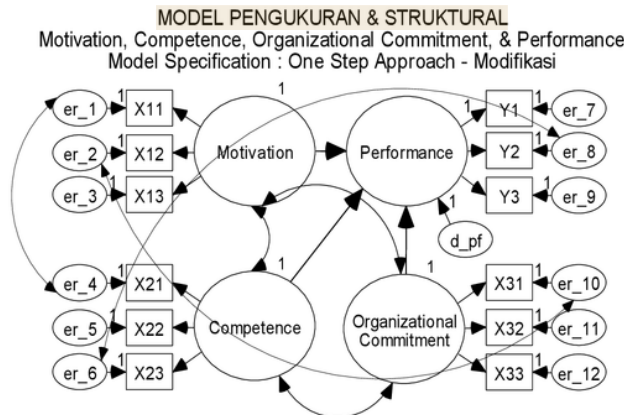 MODEL PENGUKURAN & STRUKTURAL
Motivation, Competence, Organizational Commitment, & Performance
Model Specification : One Step Approach - Modifikasi
er_1 1 X11 1 1 Y1 1 er_7
er_2 1 X12 Motivation Performance Y2 1 er_8
er_3 1 X13 Y3 1 er_9
1
d_pf
1 1
er_4 1 X21 X31 1 er_10
er_5 1 X22 Competence Organizational Commitment X32 1 er_11
er_6 1 X23 X33 1 er_12